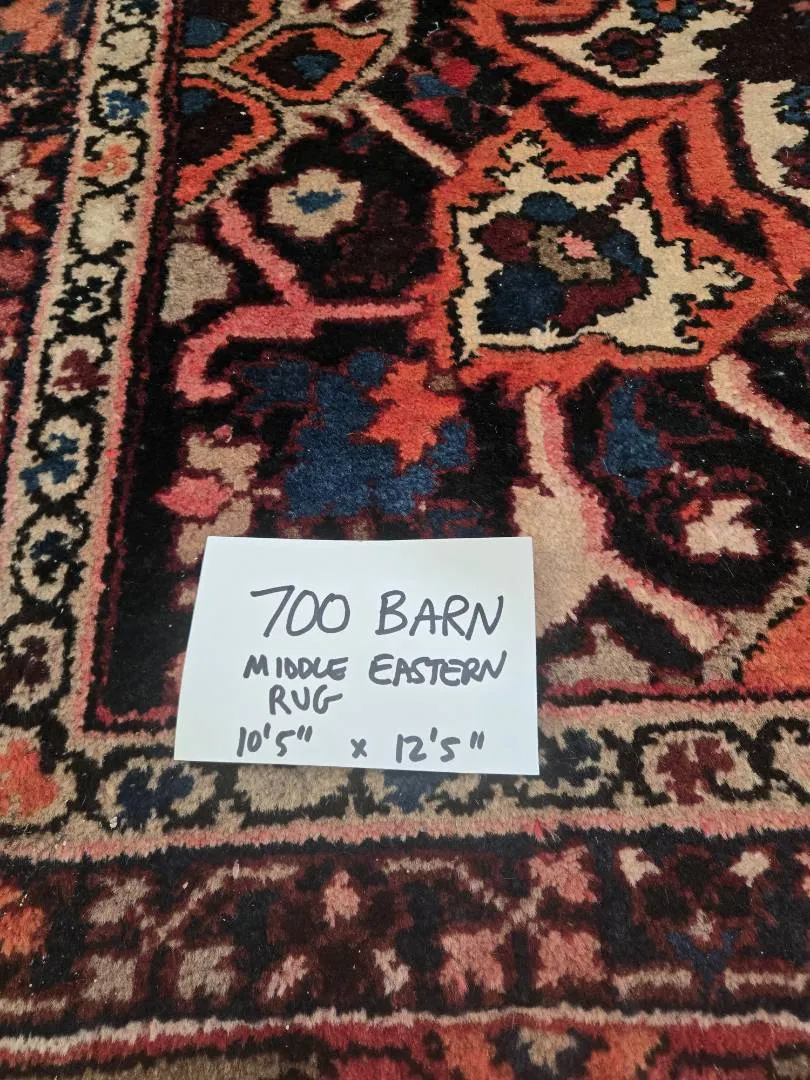 700 BARN
MIDDLE EASTERN
RUG
10'5" x 12'5"